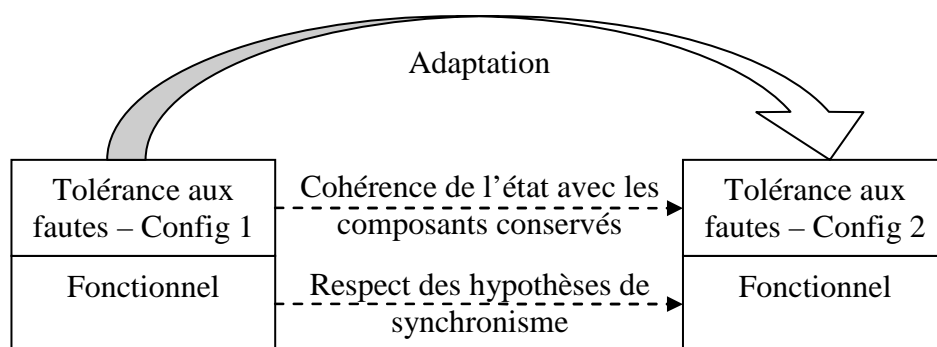 Adaptation
Tolérance aux
fautes – Config 1
Cohérence de l’état avec les
composants conservés
Tolérance aux
fautes – Config 2
Fonctionnel
Respect des hypothèses de
synchronisme
Fonctionnel